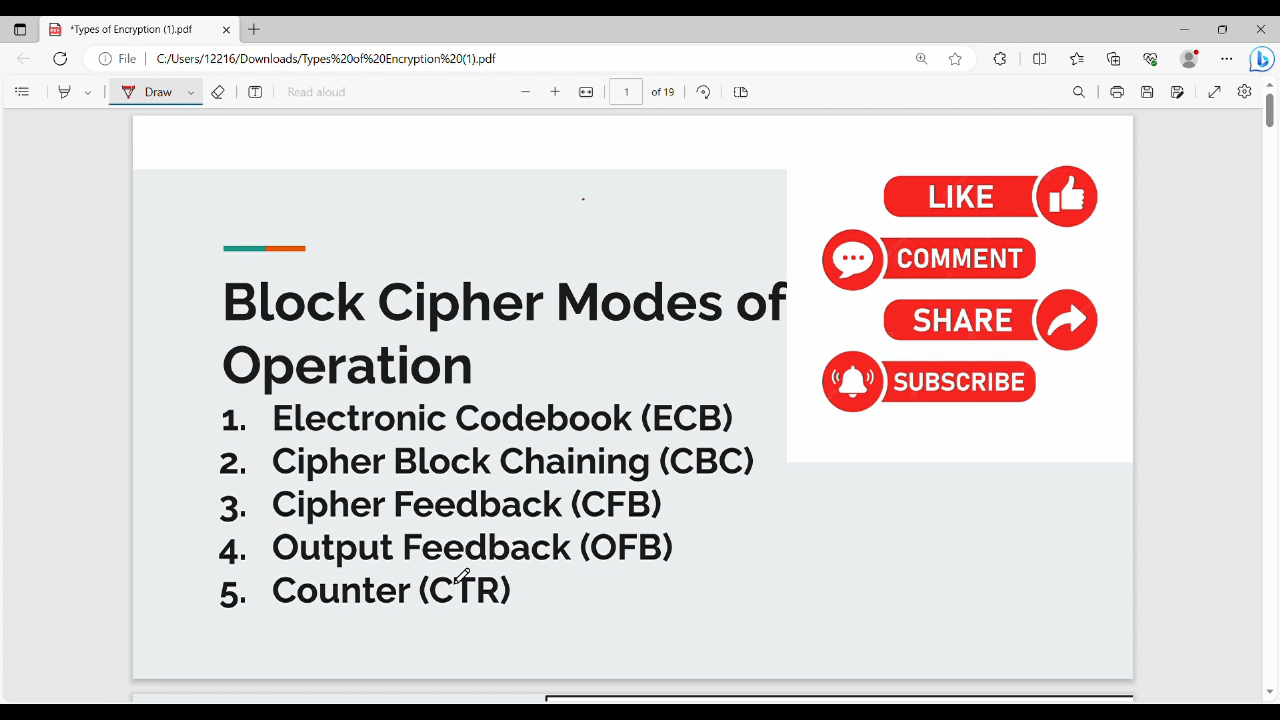 *Types of Encryption (1).pdf
File C:/Users/12216/Downloads/Types%20of%20Encryption%20(1).pdf
Draw Read aloud 1 of 19
LIKE
COMMENT
SHARE
SUBSCRIBE
Block Cipher Modes of
Operation
1. Electronic Codebook (ECB)
2. Cipher Block Chaining (CBC)
3. Cipher Feedback (CFB)
4. Output Feedback (OFB)
5. Counter (CTR)